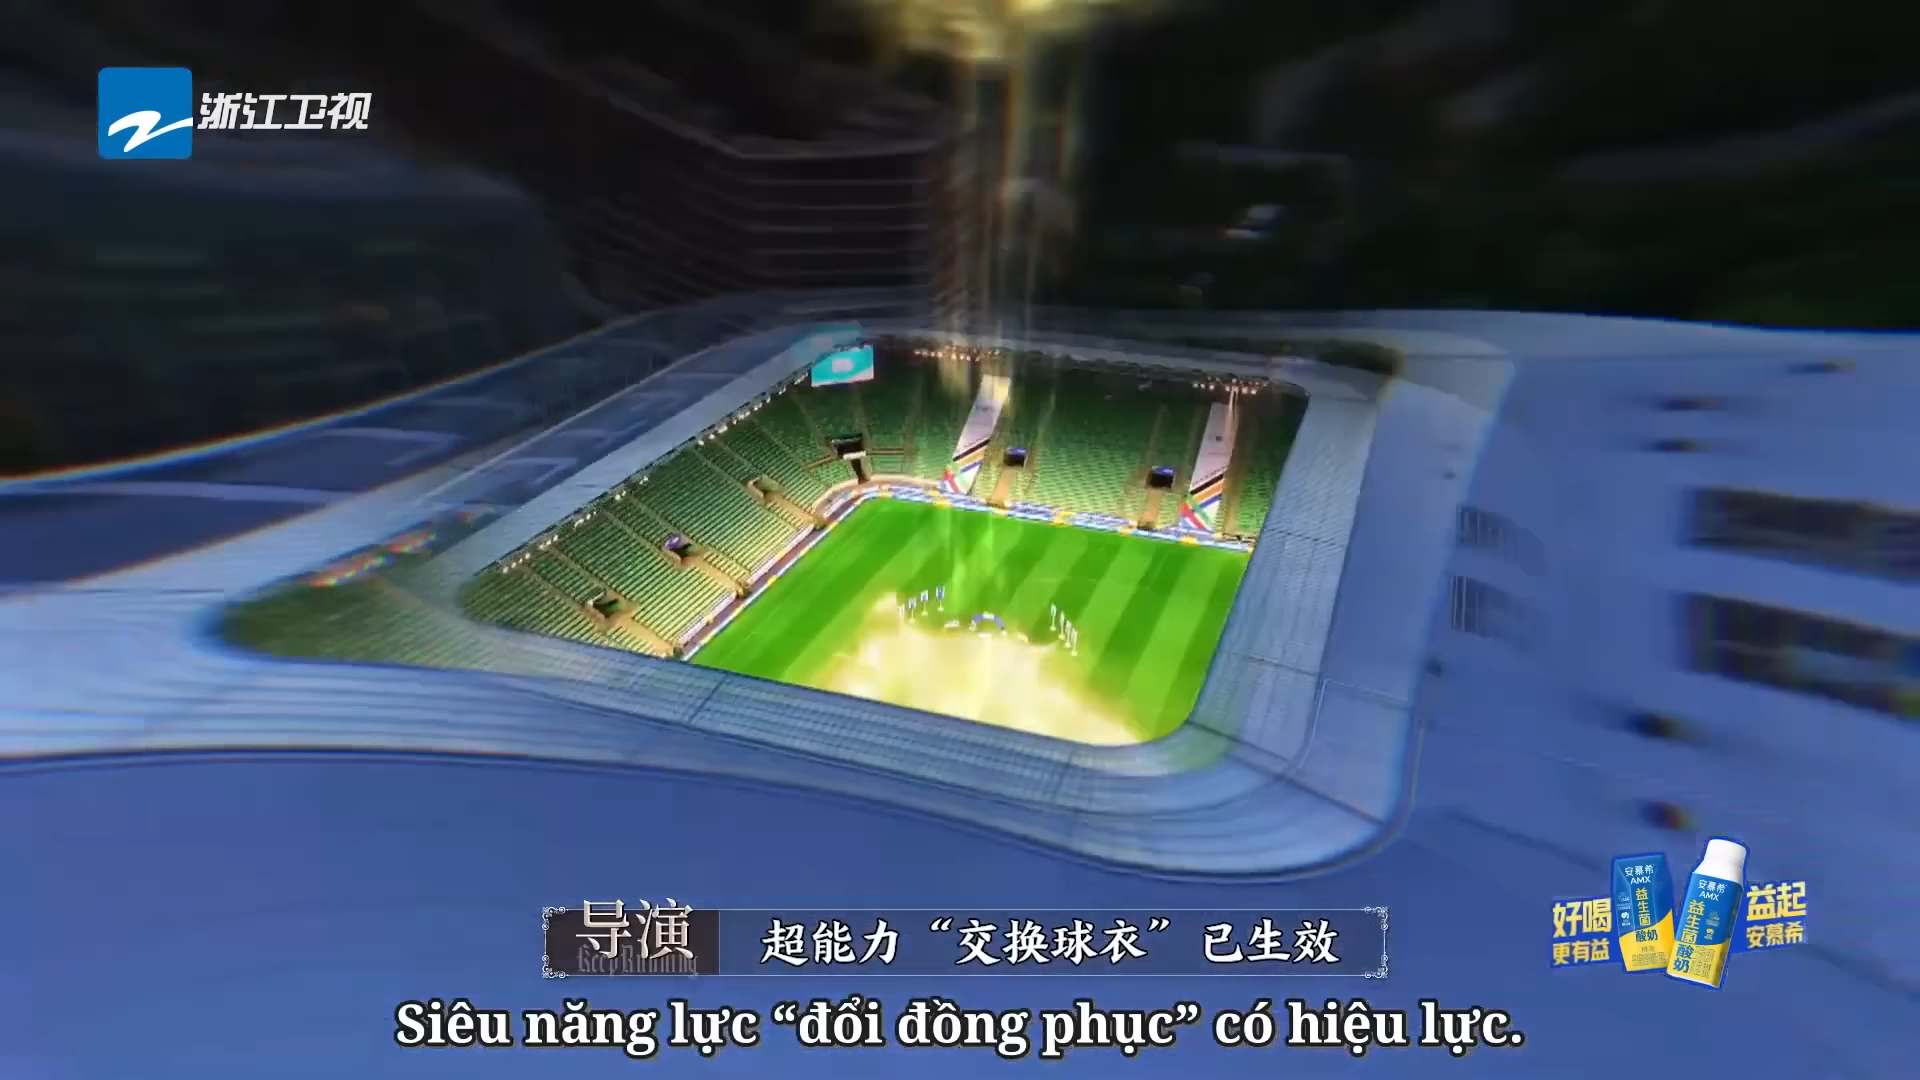 浙江卫视
导演
Keep Running
超能力“交换球衣”已生效
Siêu năng lực “đổi đồng phục” có hiệu lực.
好喝
更有益
安慕希
AMX
益生菌
酸奶
安慕希
AMX
益生菌
酸奶
益起
安慕希